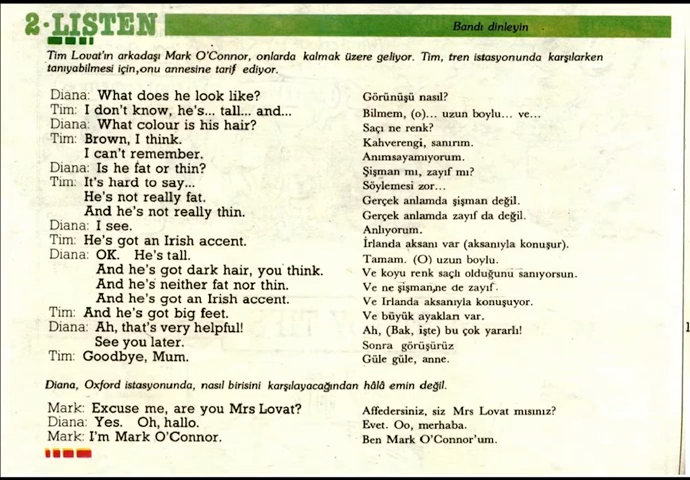 2·LISTEN
Bandı dinleyin
Tim Lovat'ın arkadaşı Mark O'Connor, onlarda kalmak üzere geliyor. Tim, tren istasyonunda karşılarken
tanıyabilmesi için,onu annesine tarif ediyor.
Diana: What does he look like?
Tim: I don't know, he's... tall... and...
Diana: What colour is his hair?
Tim: Brown, I think.
I can't remember.
Diana: Is he fat or thin?
Tim: It's hard to say...
He's not really fat.
And he's not really thin.
Diana: I see.
Tim: He's got an Irish accent.
Diana: OK. He's tall.
And he's got dark hair, you think.
And he's neither fat nor thin.
And he's got an Irish accent.
Tim: And he's got big feet.
Diana: Ah, that's very helpful!
See you later.
Tim: Goodbye, Mum.
Görünüşü nasıl?
Bilmem, (o)... uzun boylu... ve...
Saçı ne renk?
Kahverengi, sanırım.
Anımsayamıyorum.
Şişman mı, zayıf mı?
Söylemesi zor...
Gerçek anlamda şişman değil.
Gerçek anlamda zayıf da değil.
Anlıyorum.
İrlanda aksanı var (aksanıyla konuşur).
Tamam. (O) uzun boylu.
Ve koyu renk saçlı olduğunu sanıyorsun.
Ve ne şişman,ne de zayıf.
Ve Irlanda aksanıyla konuşuyor.
Ve büyük ayakları var.
Ah, (Bak, işte) bu çok yararlı!
Sonra görüşürüz
Güle güle, anne.
Diana, Oxford istasyonunda, nasıl birisini karşılayacağından hâlâ emin değil.
Mark: Excuse me, are you Mrs Lovat?
Diana: Yes. Oh, hallo.
Mark: I'm Mark O'Connor.
Affedersiniz, siz Mrs Lovat mısınız?
Evet. Oo, merhaba.
Ben Mark O'Connor'um.